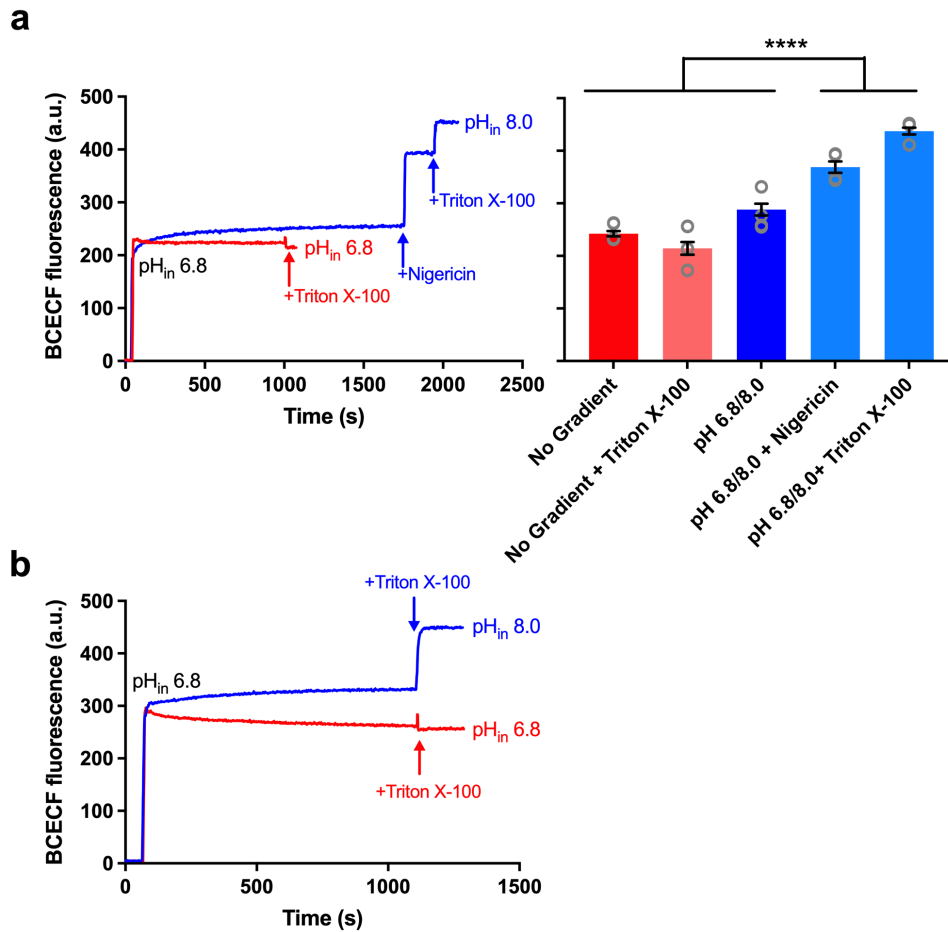 a
****
500
400
300
200
100
0
BCECF fluorescence (a.u.)
pHin 8.0
+Triton X-100
pHin 6.8
pHin 6.8
+Nigericin
+Triton X-100
0
500
1000
1500
2000
2500
Time (s)
No Gradient
No Gradient + Triton X-100
pH 6.8/8.0
pH 6.8/8.0 + Nigericin
pH 6.8/8.0+ Triton X-100
b
+Triton X-100
500
400
300
200
100
0
BCECF fluorescence (a.u.)
pHin 8.0
pHin 6.8
pHin 6.8
+Triton X-100
0
500
1000
1500
Time (s)